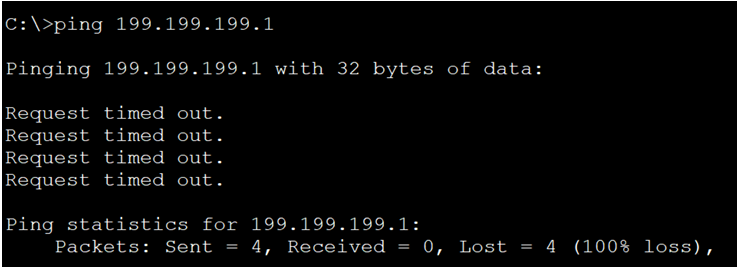 C:\>ping 199.199.199.1
Pinging 199.199.199.1 with 32 bytes of data:
Request timed out.
Request timed out.
Request timed out.
Request timed out.
Ping statistics for 199.199.199.1:
Packets: Sent = 4, Received = 0, Lost = 4 (100% loss),